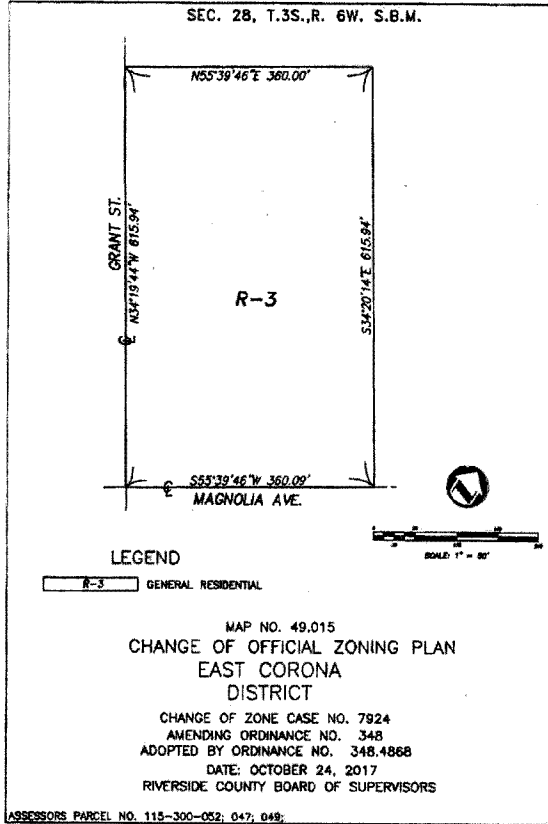 SEC. 28, T.3S.,R. 6W. S.B.M.
N55°39'46"E 360.00'
GRANT ST.
N34°19'44"W 615.94'
S34°20'14"E 615.94'
R-3
S55°39'46"W 360.09'
MAGNOLIA AVE.
SCALE: 1" = 80'
LEGEND
R-3 GENERAL RESIDENTIAL
MAP NO. 49.015
CHANGE OF OFFICIAL ZONING PLAN
EAST CORONA
DISTRICT
CHANGE OF ZONE CASE NO. 7924
AMENDING ORDINANCE NO. 348
ADOPTED BY ORDINANCE NO. 348.4868
DATE: OCTOBER 24, 2017
RIVERSIDE COUNTY BOARD OF SUPERVISORS
ASSESSORS PARCEL NO. 115-300-052; 047; 049;